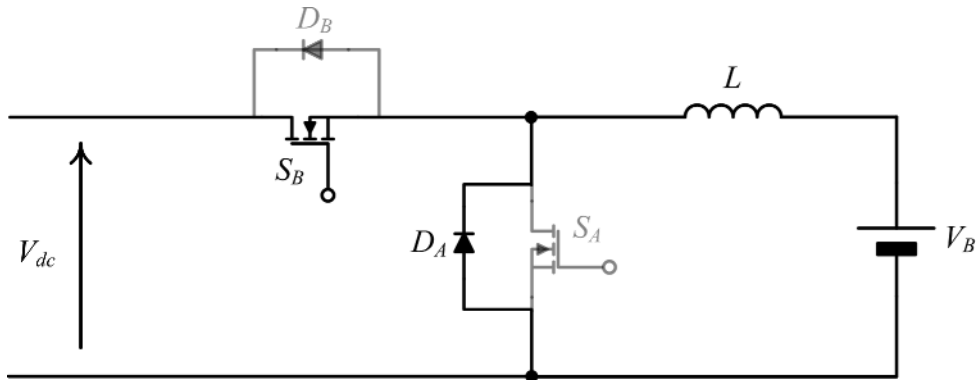 D_B
L
S_B
S_A
D_A
V_B
V_dc